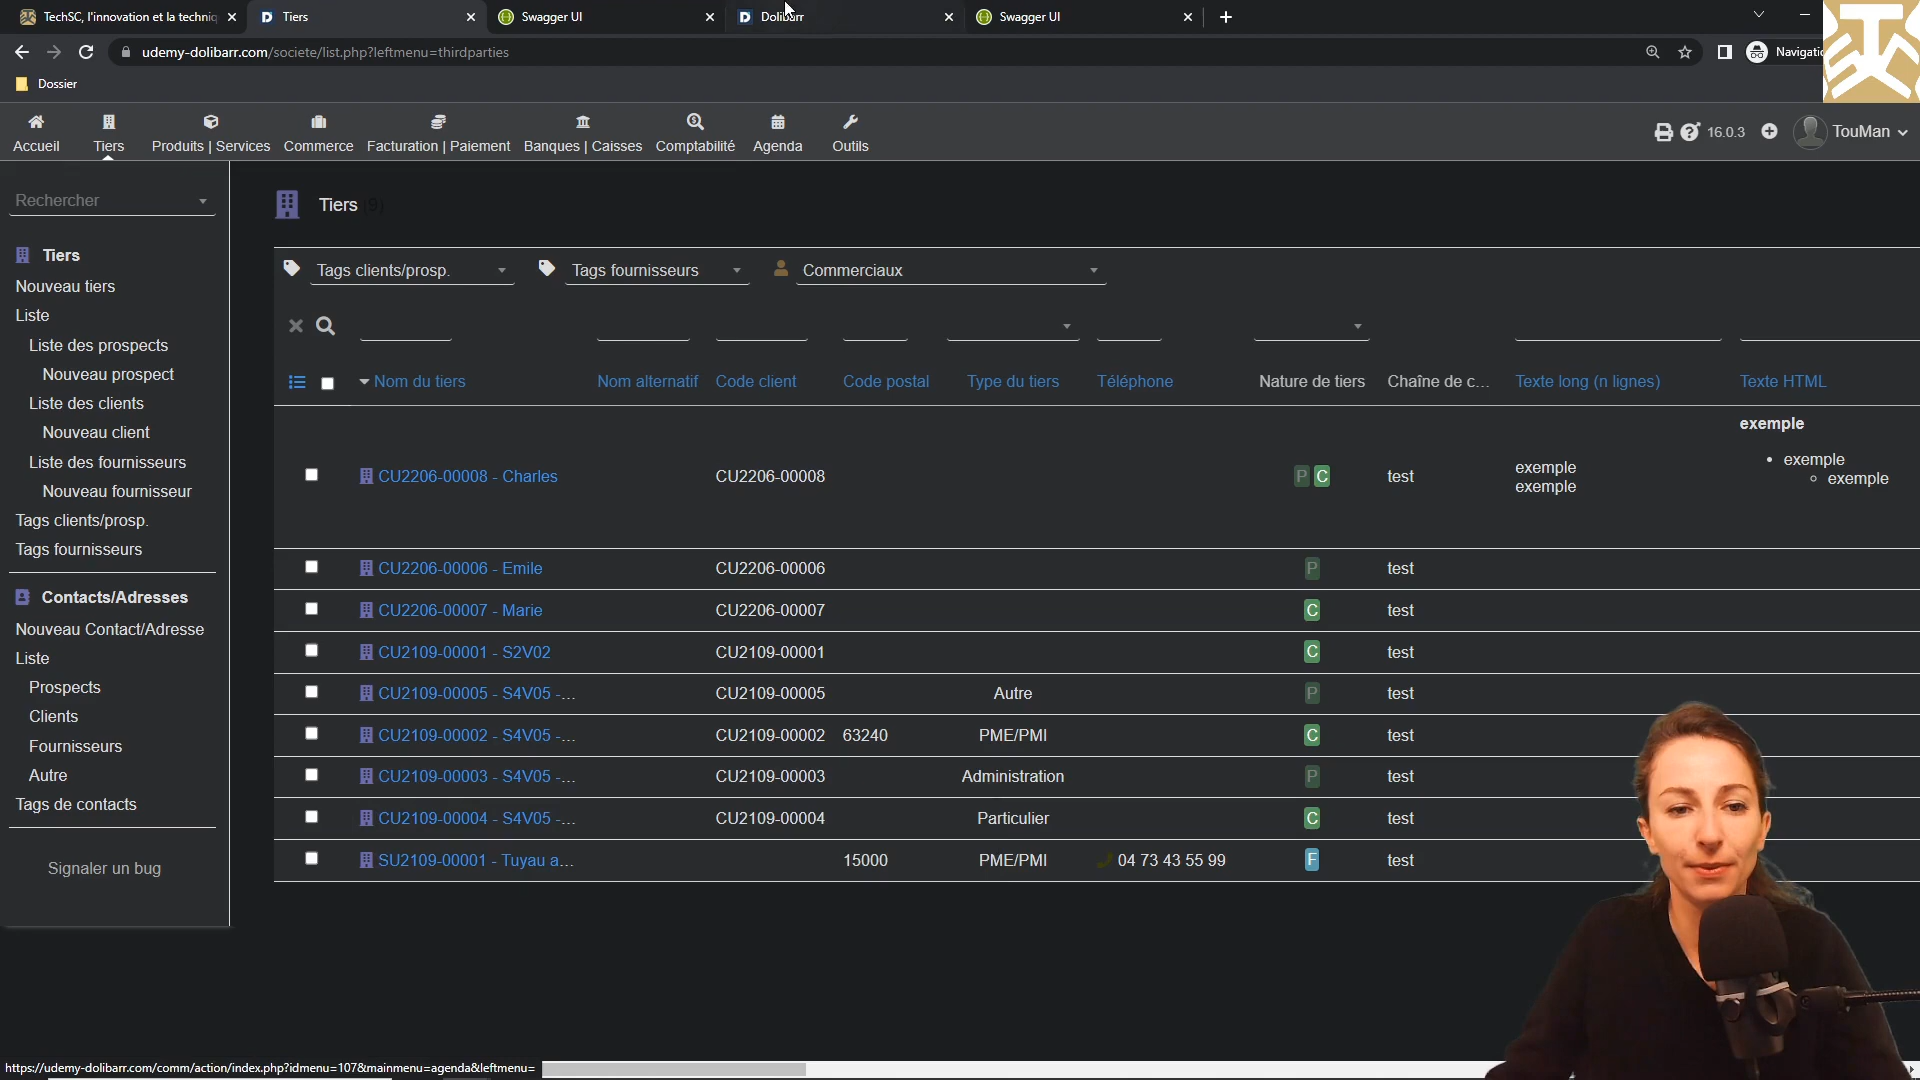 TechSC, l'innovation et la techniq
Tiers
Swagger UI
Dolibarr
Swagger UI
udemy-dolibarr.com/societe/list.php?leftmenu=thirdparties
Dossier
Accueil
Tiers
Produits | Services
Commerce
Facturation | Paiement
Banques | Caisses
Comptabilité
Agenda
Outils
16.0.3
TouMan
Rechercher
Tiers
Nouveau tiers
Liste
Liste des prospects
Nouveau prospect
Liste des clients
Nouveau client
Liste des fournisseurs
Nouveau fournisseur
Tags clients/prosp.
Tags fournisseurs
Contacts/Adresses
Nouveau Contact/Adresse
Liste
Prospects
Clients
Fournisseurs
Autre
Tags de contacts
Signaler un bug
Tiers (9)
Tags clients/prosp.
Tags fournisseurs
Commerciaux
Nom du tiers Nom alternatif Code client Code postal Type du tiers Téléphone Nature de tiers Chaîne de c... Texte long (n lignes) Texte HTML
CU2206-00008 - Charles CU2206-00008 P C test
exemple
exemple
exemple
exemple
exemple
CU2206-00006 - Emile CU2206-00006 P test
CU2206-00007 - Marie CU2206-00007 C test
CU2109-00001 - S2V02 CU2109-00001 C test
CU2109-00005 - S4V05 -... CU2109-00005 Autre P test
CU2109-00002 - S4V05 -... CU2109-00002 63240 PME/PMI C test
CU2109-00003 - S4V05 -... CU2109-00003 Administration P test
CU2109-00004 - S4V05 -... CU2109-00004 Particulier C test
SU2109-00001 - Tuyau a... 15000 PME/PMI 04 73 43 55 99 F test
https://udemy-dolibarr.com/comm/action/index.php?idmenu=107&mainmenu=agenda&leftmenu=